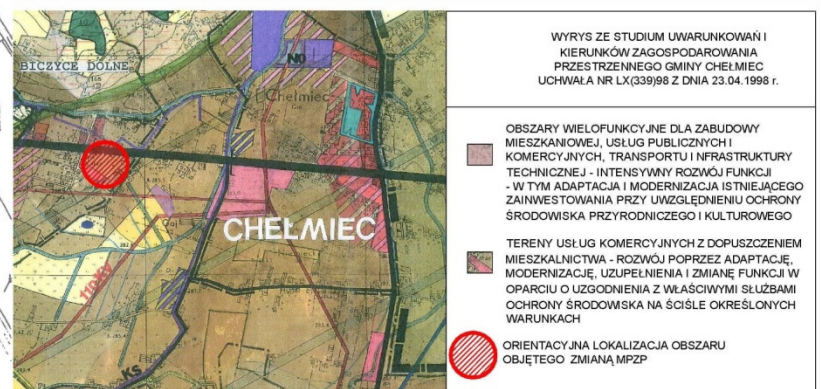 BICZYCE DOLNE
NO
Chełmiec
CHEŁMIEC
110KV
KS
WYRYS ZE STUDIUM UWARUNKOWAŃ I
KIERUNKÓW ZAGOSPODAROWANIA
PRZESTRZENNEGO GMINY CHEŁMIEC
UCHWAŁA NR LX(339)98 Z DNIA 23.04.1998 r.
OBSZARY WIELOFUNKCYJNE DLA ZABUDOWY
MIESZKANIOWEJ, USŁUG PUBLICZNYCH I
KOMERCYJNYCH, TRANSPORTU I NFRASTRUKTURY
TECHNICZNEJ - INTENSYWNY ROZWÓJ FUNKCJI
- W TYM ADAPTACJA I MODERNIZACJA ISTNIEJĄCEGO
ZAINWESTOWANIA PRZY UWZGLĘDNIENIU OCHRONY
ŚRODOWISKA PRZYRODNICZEGO I KULTUROWEGO
TERENY USŁUG KOMERCYJNYCH Z DOPUSZCZENIEM
MIESZKALNICTWA - ROZWÓJ POPRZEZ ADAPTACJĘ,
MODERNIZACJĘ, UZUPEŁNIENIA I ZMIANĘ FUNKCJI W
OPARCIU O UZGODNIENIA Z WŁAŚCIWYMI SŁUŻBAMI
OCHRONY ŚRODOWISKA NA ŚCIŚLE OKREŚLONYCH
WARUNKACH
ORIENTACYJNA LOKALIZACJA OBSZARU
OBJĘTEGO ZMIANĄ MPZP